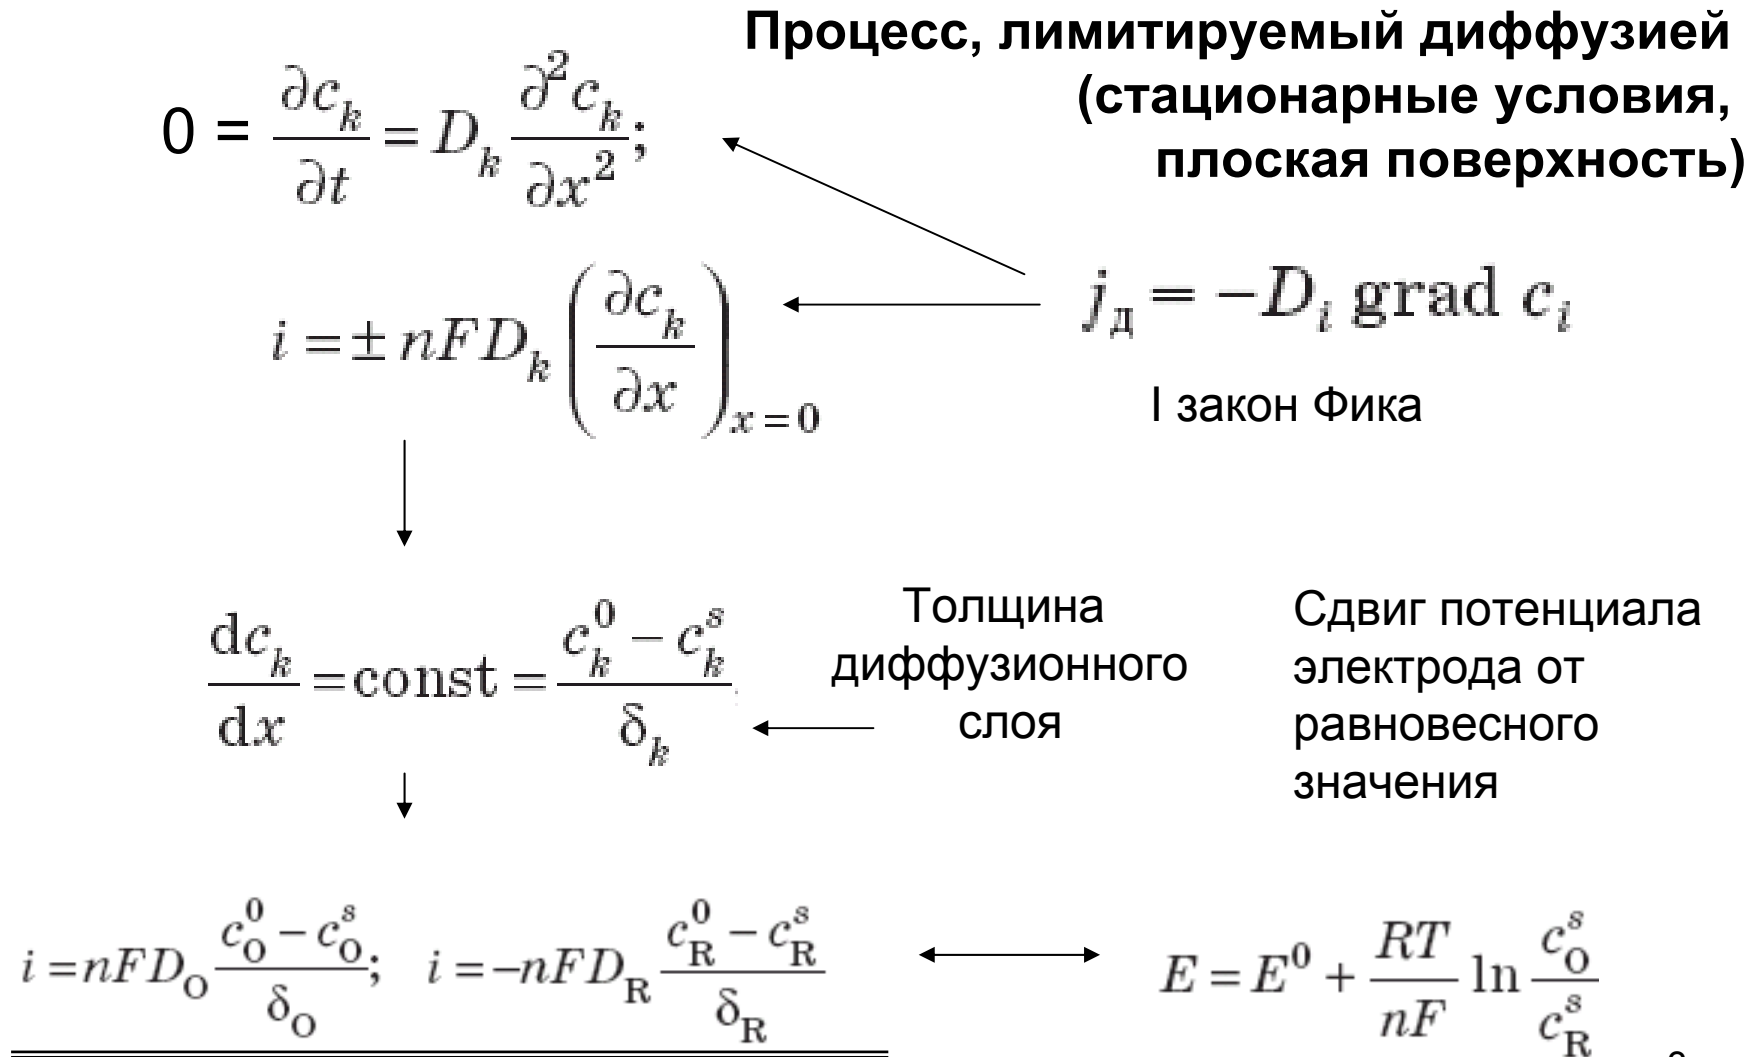 Процесс, лимитируемый диффузией
(стационарные условия,
плоская поверхность)
0 = ∂c_k/∂t = D_k ∂²c_k/∂x²;
j_д = −D_i grad c_i
i = ± nFD_k (∂c_k/∂x)_{x=0}
I закон Фика
dc_k/dx = const = (c_k^0 − c_k^s)/δ_k
Толщина
диффузионного
слоя
Сдвиг потенциала
электрода от
равновесного
значения
i = nFD_O (c_O^0 − c_O^s)/δ_O; i = −nFD_R (c_R^0 − c_R^s)/δ_R
E = E^0 + RT/nF ln c_O^s/c_R^s